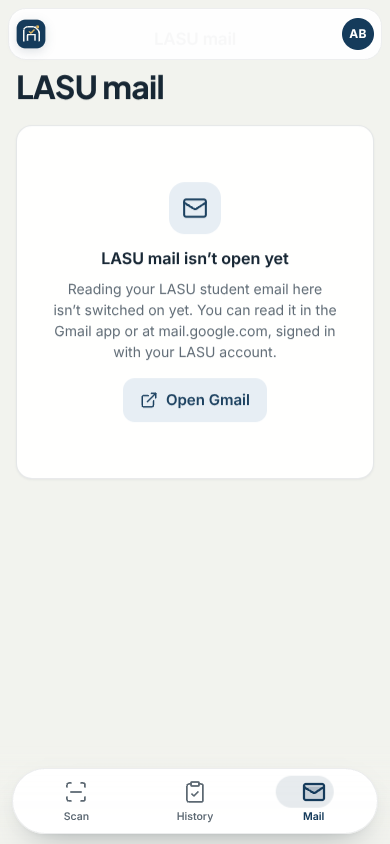 LASU mail
AB
LASU mail
LASU mail isn’t open yet
Reading your LASU student email here
isn’t switched on yet. You can read it in the
Gmail app or at mail.google.com, signed in
with your LASU account.
Open Gmail
Scan
History
Mail